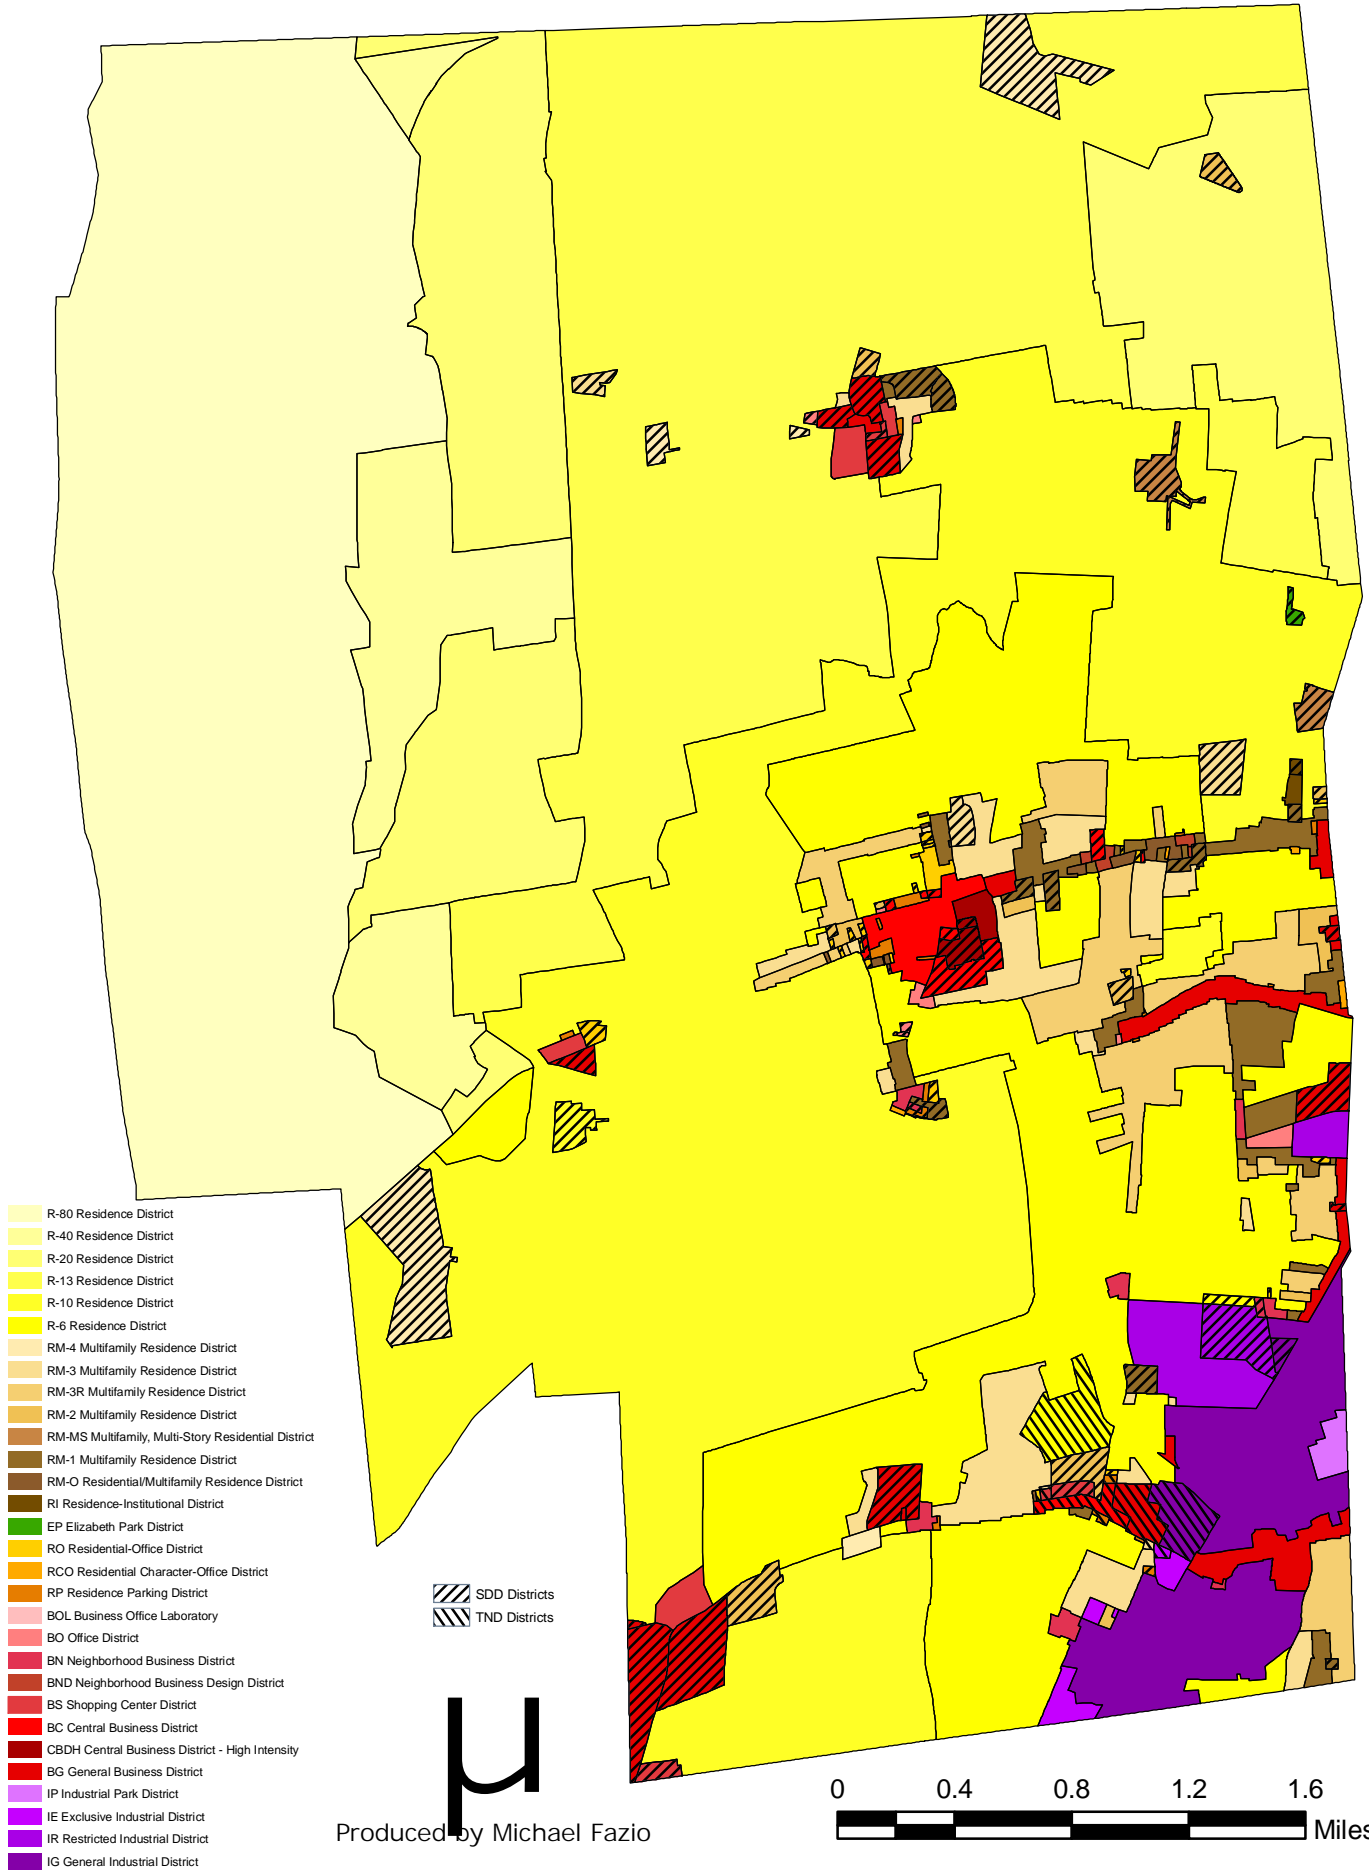 R-80 Residence District
R-40 Residence District
R-20 Residence District
R-13 Residence District
R-10 Residence District
R-6 Residence District
RM-4 Multifamily Residence District
RM-3 Multifamily Residence District
RM-3R Multifamily Residence District
RM-2 Multifamily Residence District
RM-MS Multifamily, Multi-Story Residential District
RM-1 Multifamily Residence District
RM-O Residential/Multifamily Residence District
RI Residence-Institutional District
EP Elizabeth Park District
RO Residential-Office District
RCO Residential Character-Office District
RP Residence Parking District
BOL Business Office Laboratory
BO Office District
BN Neighborhood Business District
BND Neighborhood Business Design District
BS Shopping Center District
BC Central Business District
CBDH Central Business District - High Intensity
BG General Business District
IP Industrial Park District
IE Exclusive Industrial District
IR Restricted Industrial District
IG General Industrial District
SDD Districts
TND Districts
µ
Produced by Michael Fazio
0 0.4 0.8 1.2 1.6
Miles